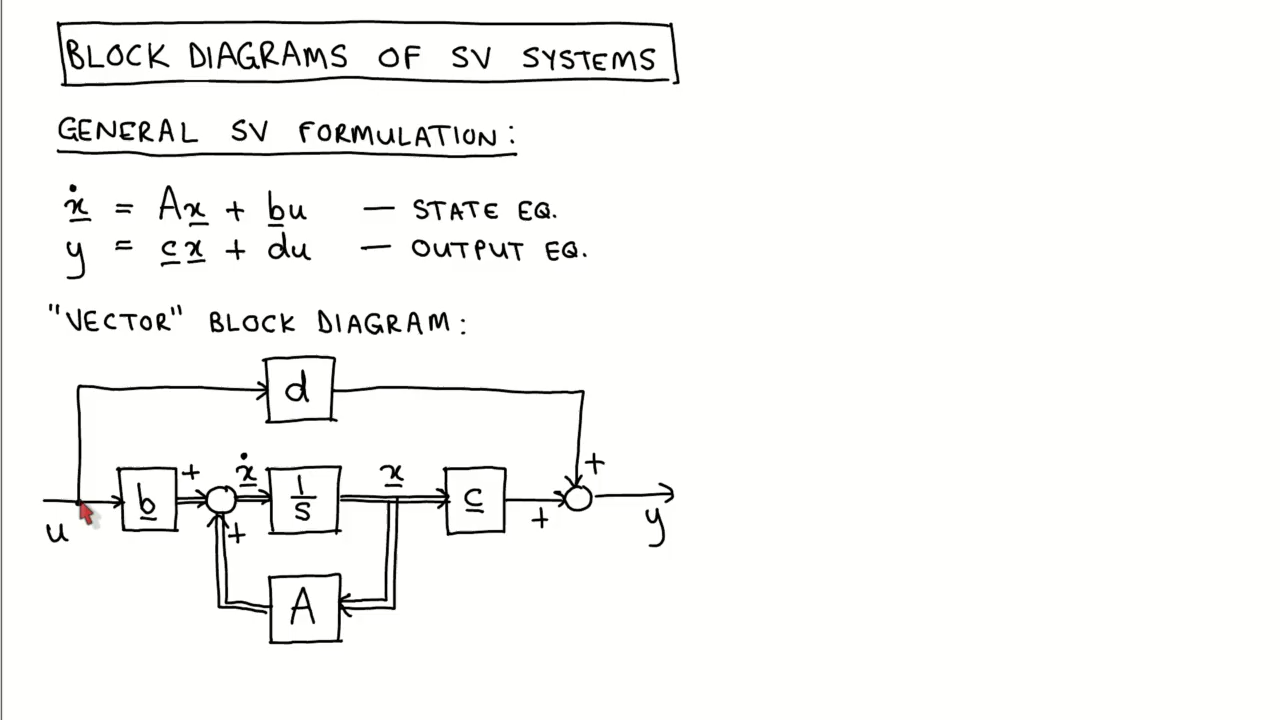 BLOCK DIAGRAMS OF SV SYSTEMS
GENERAL SV FORMULATION:
ẋ = Ax + bu — STATE EQ.
y = cx + du — OUTPUT EQ.
"VECTOR" BLOCK DIAGRAM:
d
+
u
b
+
ẋ
1/s
x
c
+
y
+
A